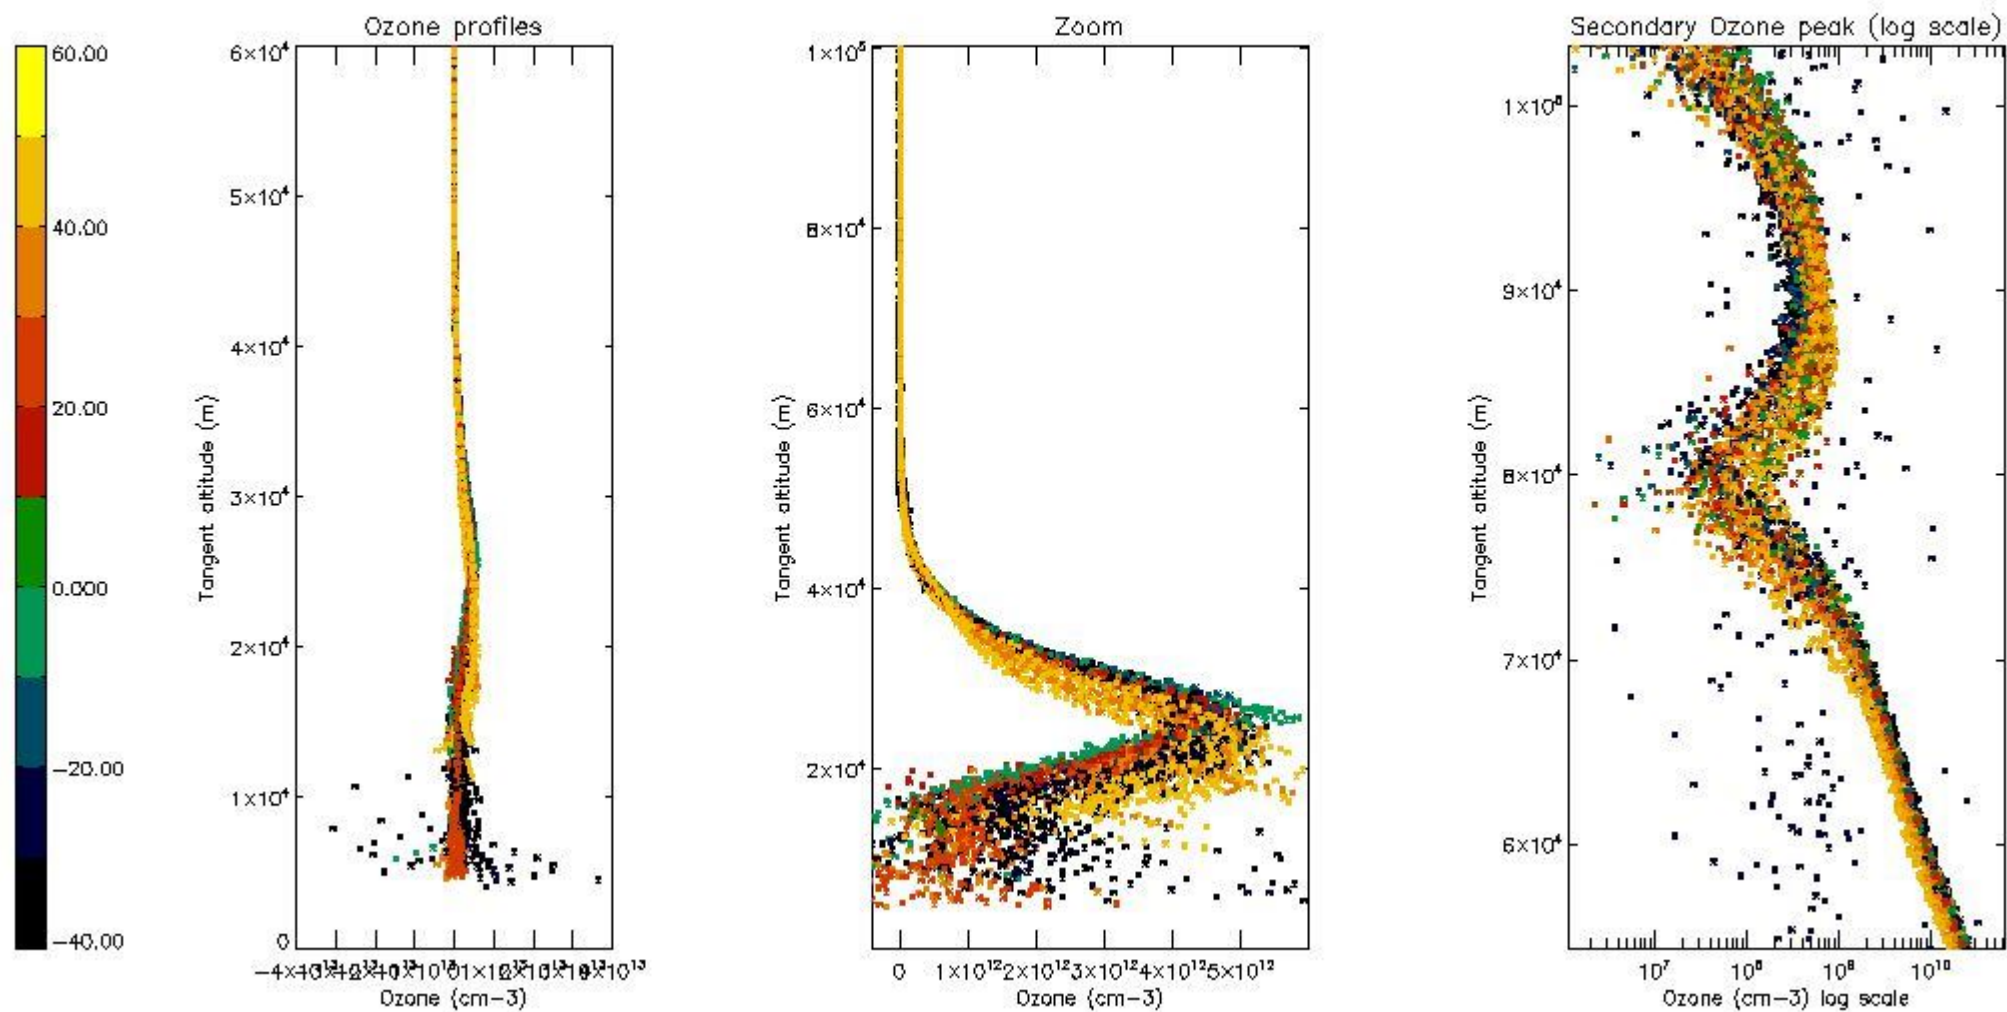 Ozone profiles
Zoom
Secondary Ozone peak (log scale)
60.00
40.00
20.00
0.000
-20.00
-40.00
6×10⁴
5×10⁴
4×10⁴
3×10⁴
2×10⁴
1×10⁴
0
Tangent altitude (m)
Ozone (cm-3)
1×10⁵
8×10⁴
6×10⁴
4×10⁴
2×10⁴
Tangent altitude (m)
0 1×10¹² 2×10¹² 3×10¹² 4×10¹² 5×10¹²
Ozone (cm-3)
9×10⁴
8×10⁴
7×10⁴
6×10⁴
Tangent altitude (m)
10⁷ 10⁸ 10⁹ 10¹⁰
Ozone (cm-3) log scale